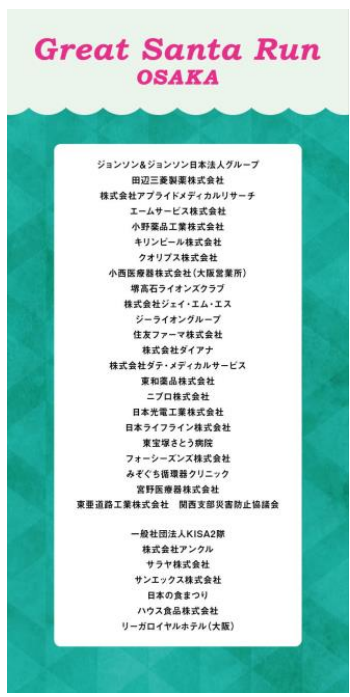 Great Santa Run
OSAKA
ジョンソン&ジョンソン日本法人グループ
田辺三菱製薬株式会社
株式会社アプライドメディカルリサーチ
エームサービス株式会社
小野薬品工業株式会社
キリンビール株式会社
クオリプス株式会社
小西医療器株式会社(大阪営業所)
堺高石ライオンズクラブ
株式会社ジェイ・エム・エス
ジーライオングループ
住友ファーマ株式会社
株式会社ダイアナ
株式会社ダテ・メディカルサービス
東和薬品株式会社
ニプロ株式会社
日本光電工業株式会社
日本ライフライン株式会社
東宝塚さとう病院
フォーシーズンズ株式会社
みぞぐち循環器クリニック
宮野医療器株式会社
東亜道路工業株式会社 関西支部災害防止協議会
一般社団法人KISA2隊
株式会社アンクル
サラヤ株式会社
サンエックス株式会社
日本の食まつり
ハウス食品株式会社
リーガロイヤルホテル(大阪)